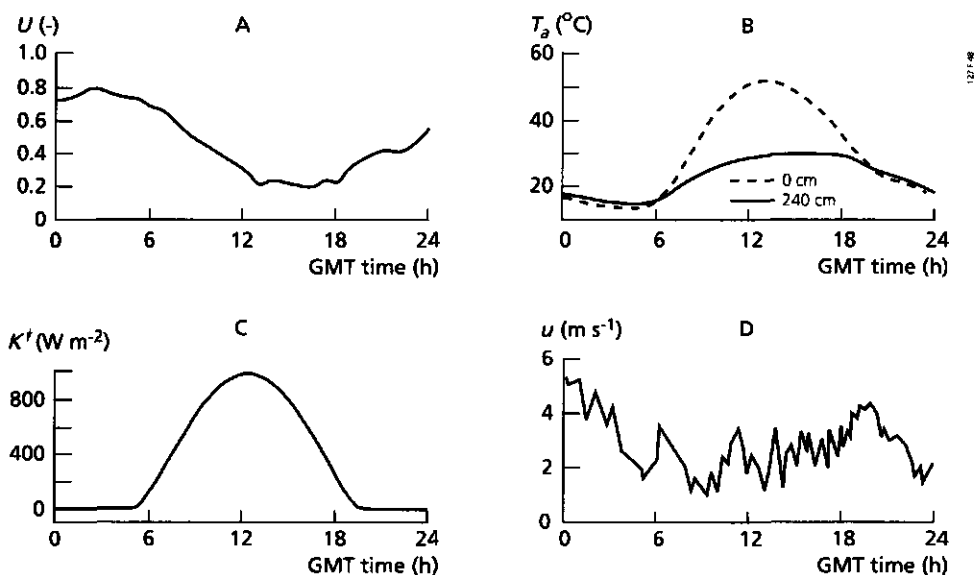 U (-)
A
1.0
0.8
0.6
0.4
0.2
0
0 6 12 18 24
GMT time (h)
T_a (°C)
B
60
40
20
0 cm
240 cm
0 6 12 18 24
GMT time (h)
K↑ (W m⁻²)
C
800
400
0
0 6 12 18 24
GMT time (h)
u (m s⁻¹)
D
6
4
2
0
0 6 12 18 24
GMT time (h)